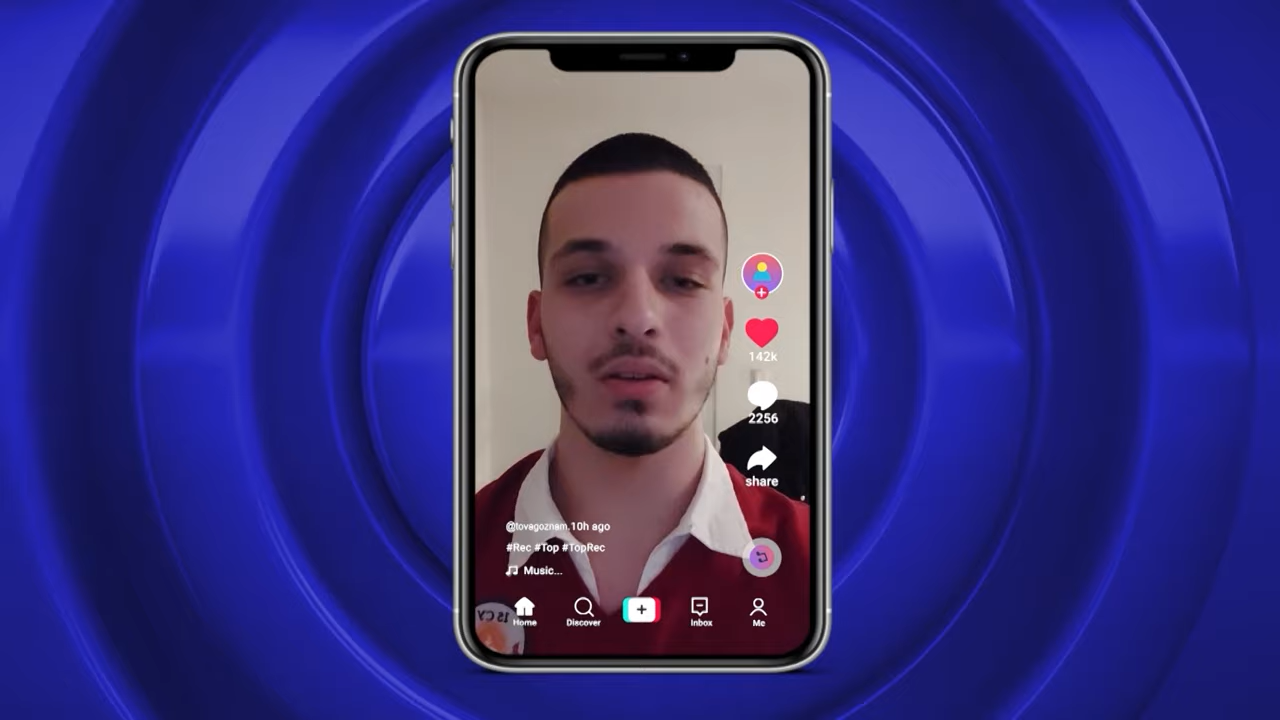 142k
2256
share
@tovagoznam.10h ago
#Rec #Top #TopRec
Music...
Home
Discover
Inbox
Me